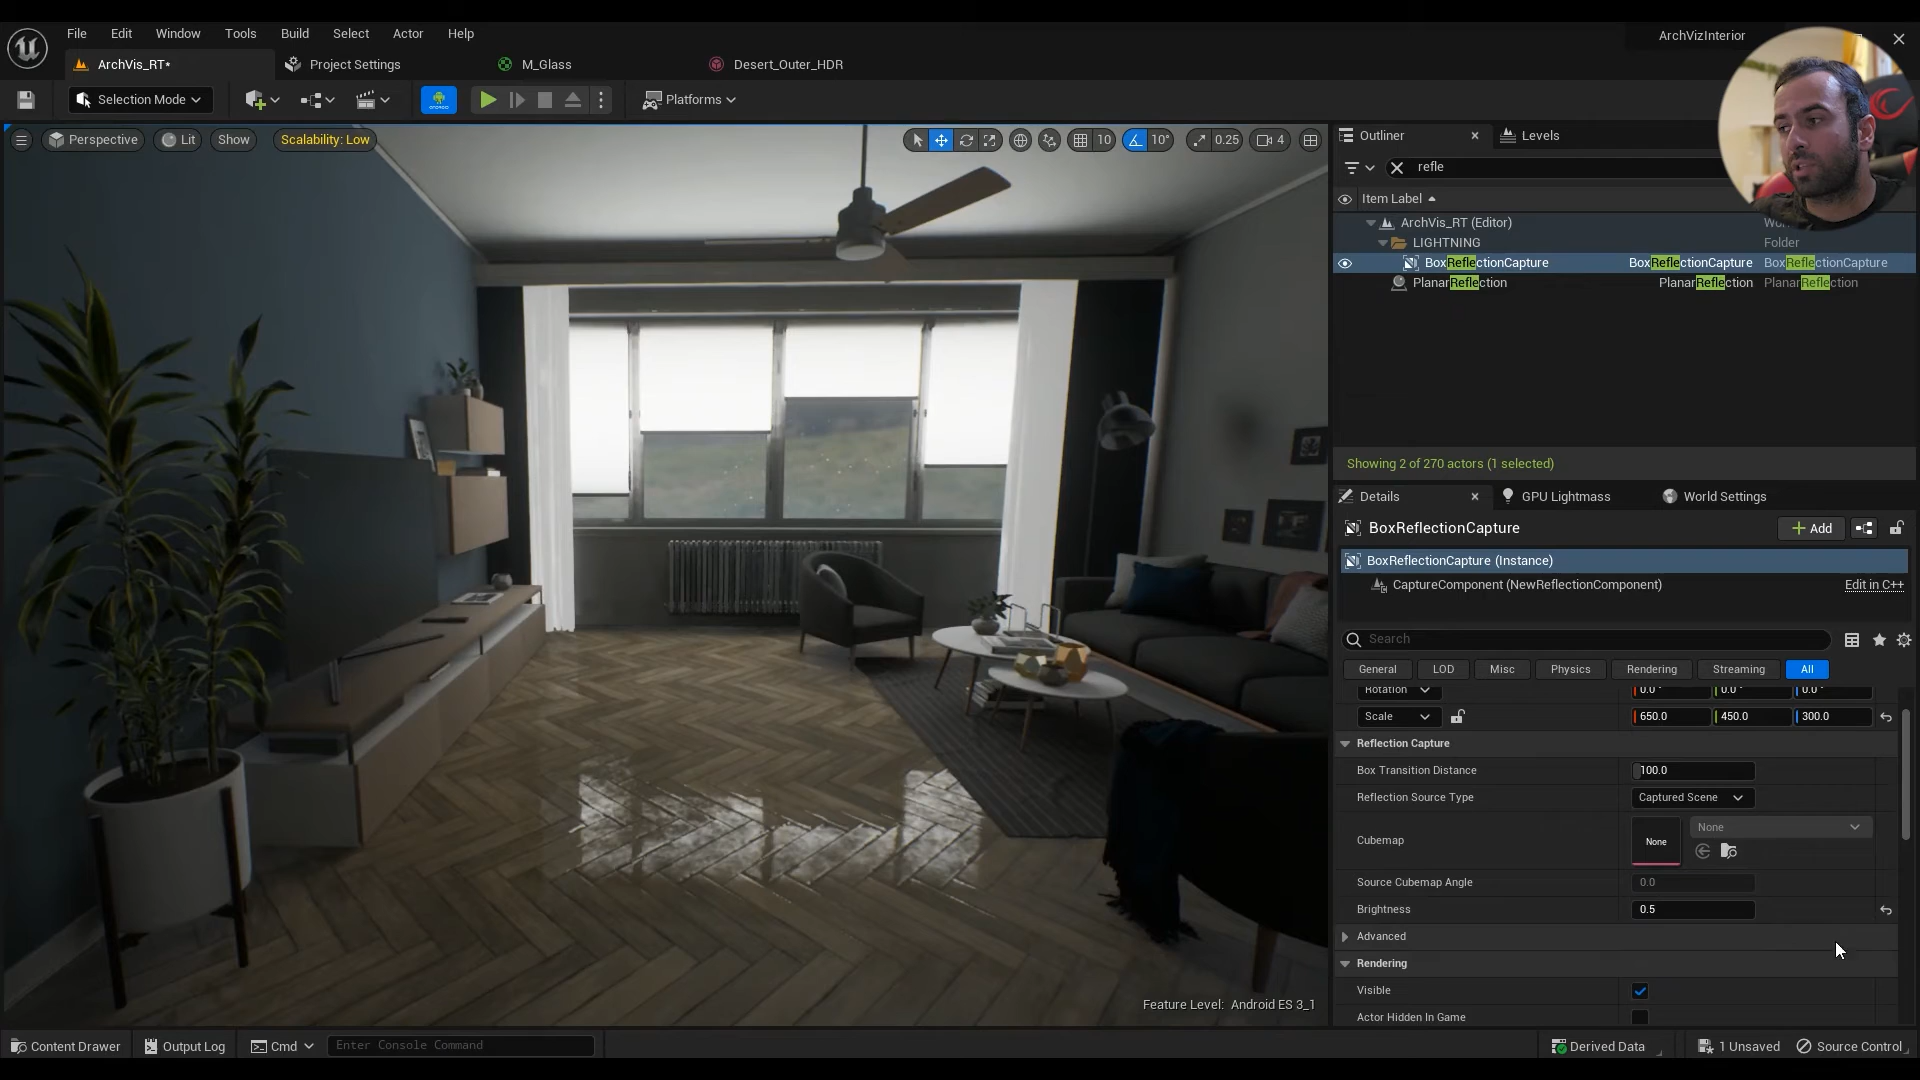 File Edit Window Tools Build Select Actor Help
ArchVizInterior
ArchVis_RT*
Project Settings
M_Glass
Desert_Outer_HDR
Selection Mode
Platforms
Perspective
Lit
Show
Scalability: Low
10
10°
0.25
4
Outliner
Levels
refle
Item Label
ArchVis_RT (Editor)
LIGHTNING
Folder
BoxReflectionCapture BoxReflectionCapture BoxReflectionCapture
PlanarReflection PlanarReflection PlanarReflection
Showing 2 of 270 actors (1 selected)
Details
GPU Lightmass
World Settings
BoxReflectionCapture
Add
BoxReflectionCapture (Instance)
CaptureComponent (NewReflectionComponent) Edit in C++
Search
General LOD Misc Physics Rendering Streaming All
Rotation 0.0° 0.0° 0.0°
Scale 650.0 450.0 300.0
Reflection Capture
Box Transition Distance 100.0
Reflection Source Type Captured Scene
None
Cubemap None
Source Cubemap Angle 0.0
Brightness 0.5
Advanced
Rendering
Visible
Actor Hidden In Game
Feature Level: Android ES 3_1
Content Drawer
Output Log
Cmd
Enter Console Command
Derived Data
1 Unsaved
Source Control